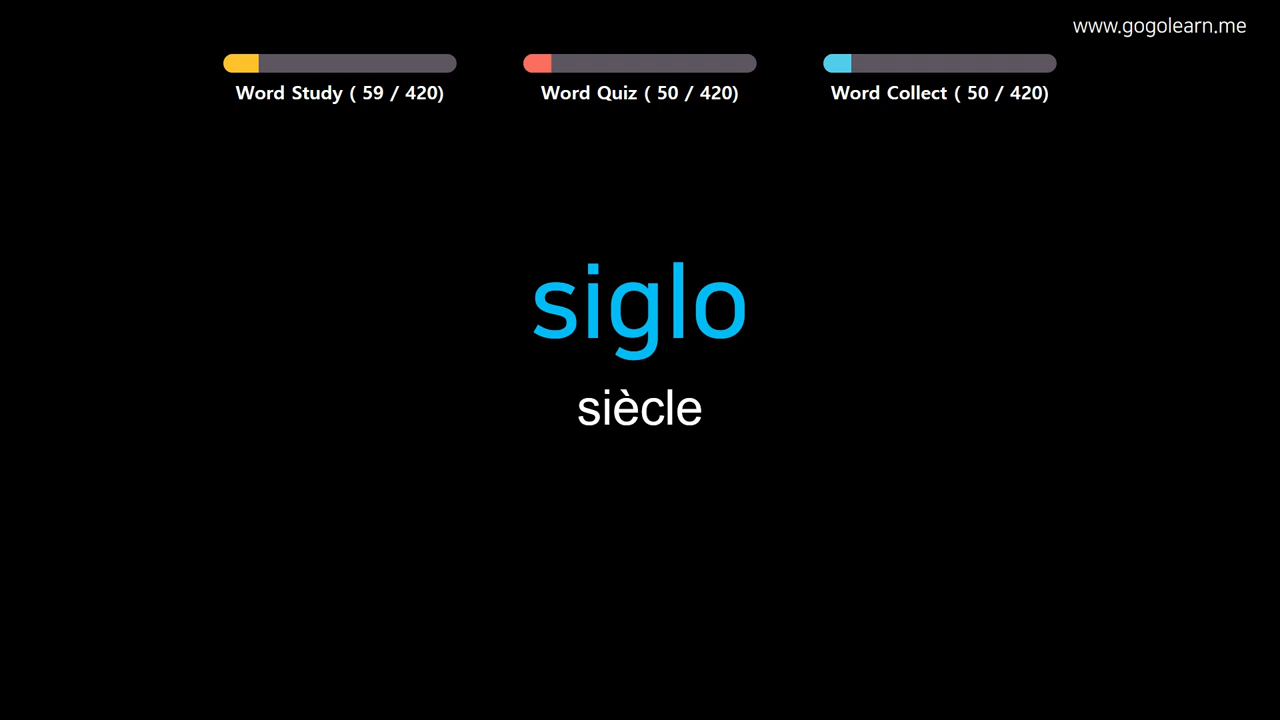 www.gogolearn.me
Word Study ( 59 / 420)
Word Quiz ( 50 / 420)
Word Collect ( 50 / 420)
siglo
siècle